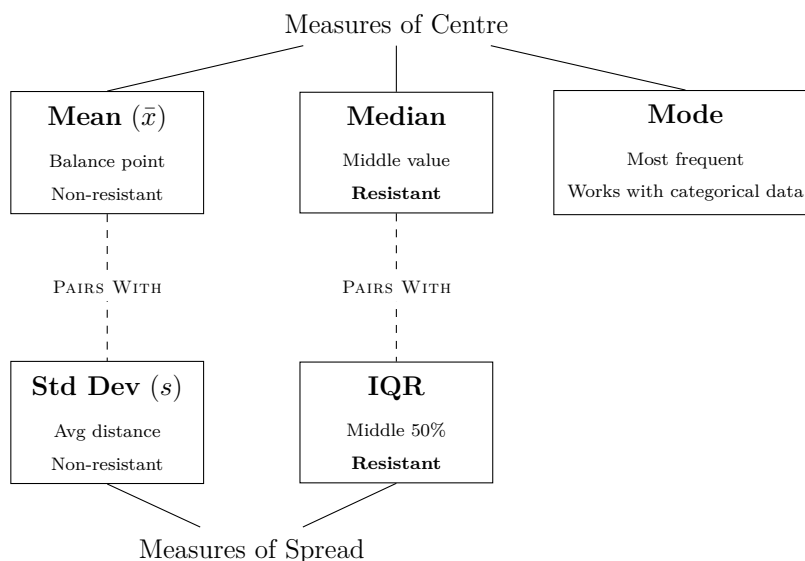 Measures of Centre
Mean (x̄)
Balance point
Non-resistant
Median
Middle value
Resistant
Mode
Most frequent
Works with categorical data
Pairs With
Pairs With
Std Dev (s)
Avg distance
Non-resistant
IQR
Middle 50%
Resistant
Measures of Spread